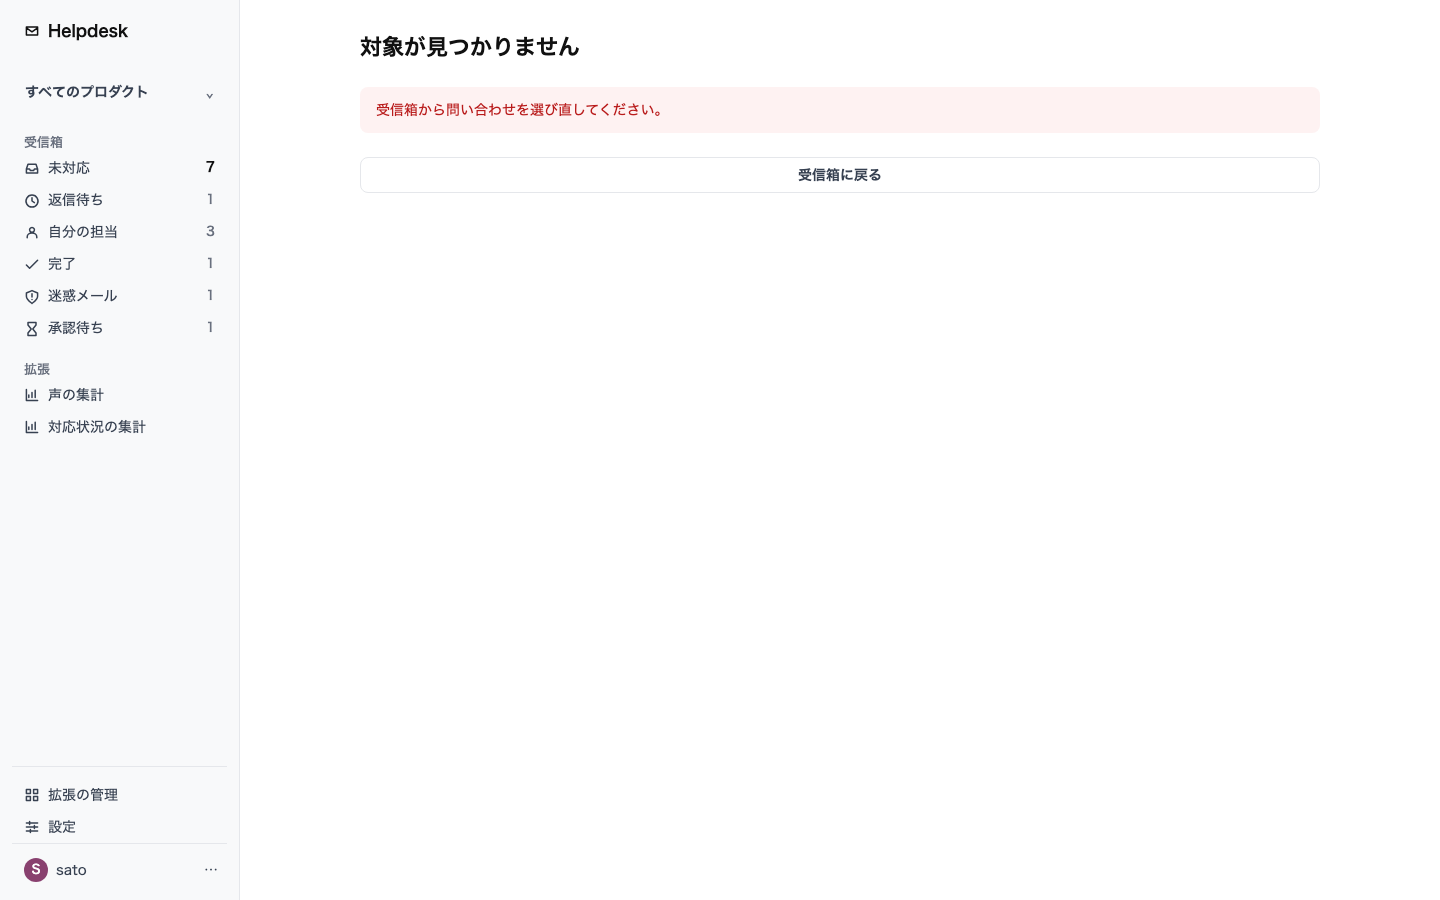 Helpdesk
すべてのプロダクト
受信箱
未対応 7
返信待ち 1
自分の担当 3
完了 1
迷惑メール 1
承認待ち 1
拡張
声の集計
対応状況の集計
拡張の管理
設定
S sato ...
対象が見つかりません
受信箱から問い合わせを選び直してください。
受信箱に戻る